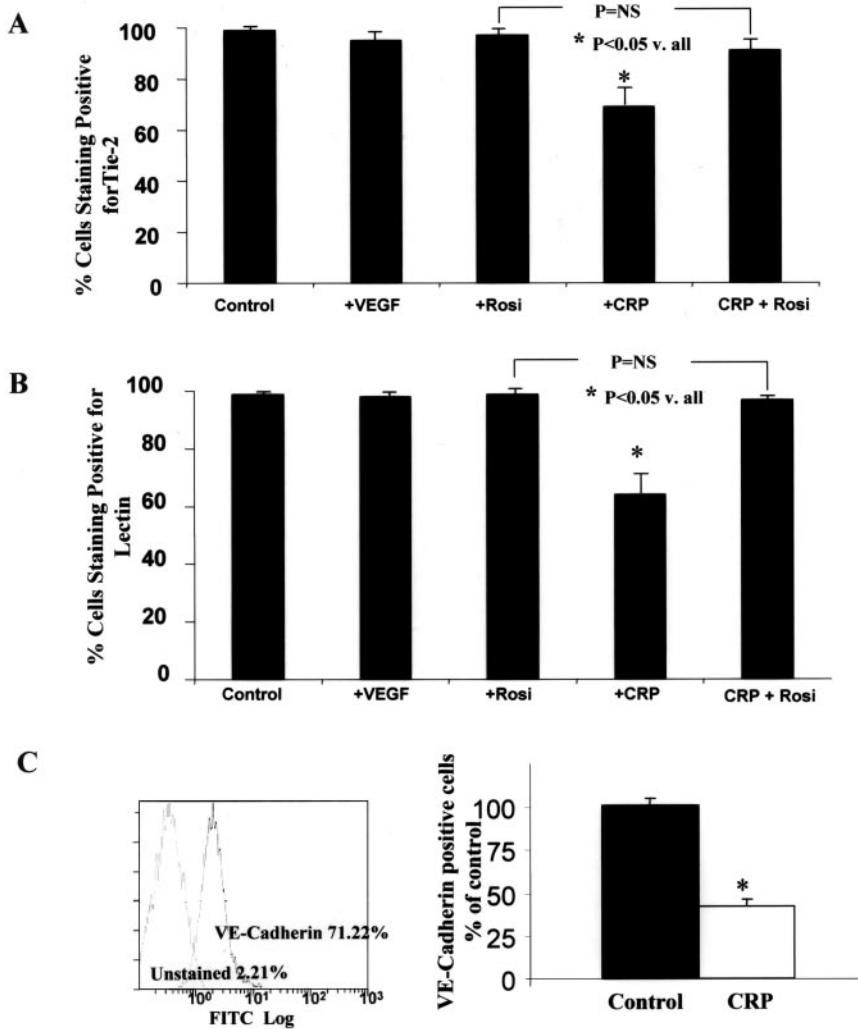 A
P=NS
* P<0.05 v. all
*
% Cells Staining Positive
forTie-2
100
80
60
40
20
0
Control +VEGF +Rosi +CRP CRP + Rosi
B
P=NS
* P<0.05 v. all
*
% Cells Staining Positive for
Lectin
100
80
60
40
20
0
Control +VEGF +Rosi +CRP CRP + Rosi
C
VE-Cadherin 71.22%
Unstained 2.21%
10⁰ 10¹ 10² 10³
FITC Log
VE-Cadherin positive cells
% of control
100
75
50
25
0
*
Control CRP